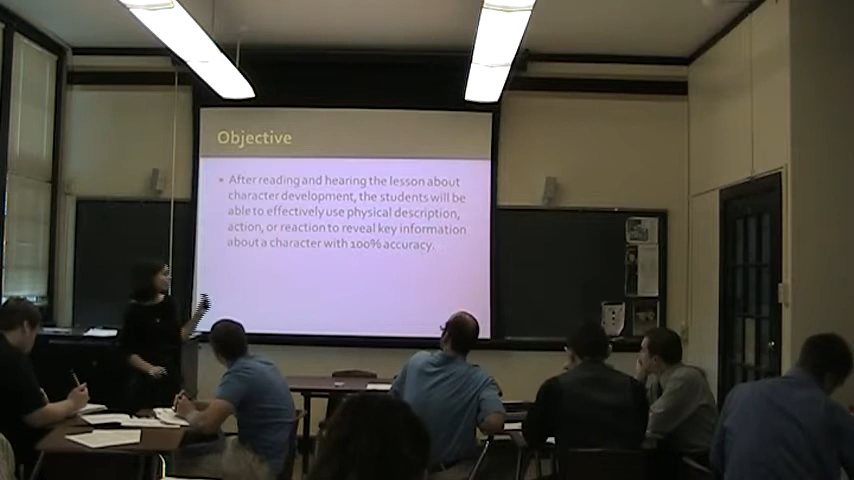 Objective
After reading and hearing the lesson about
character development, the students will be
able to effectively use physical description,
action, or reaction to reveal key information
about a character with 100% accuracy.